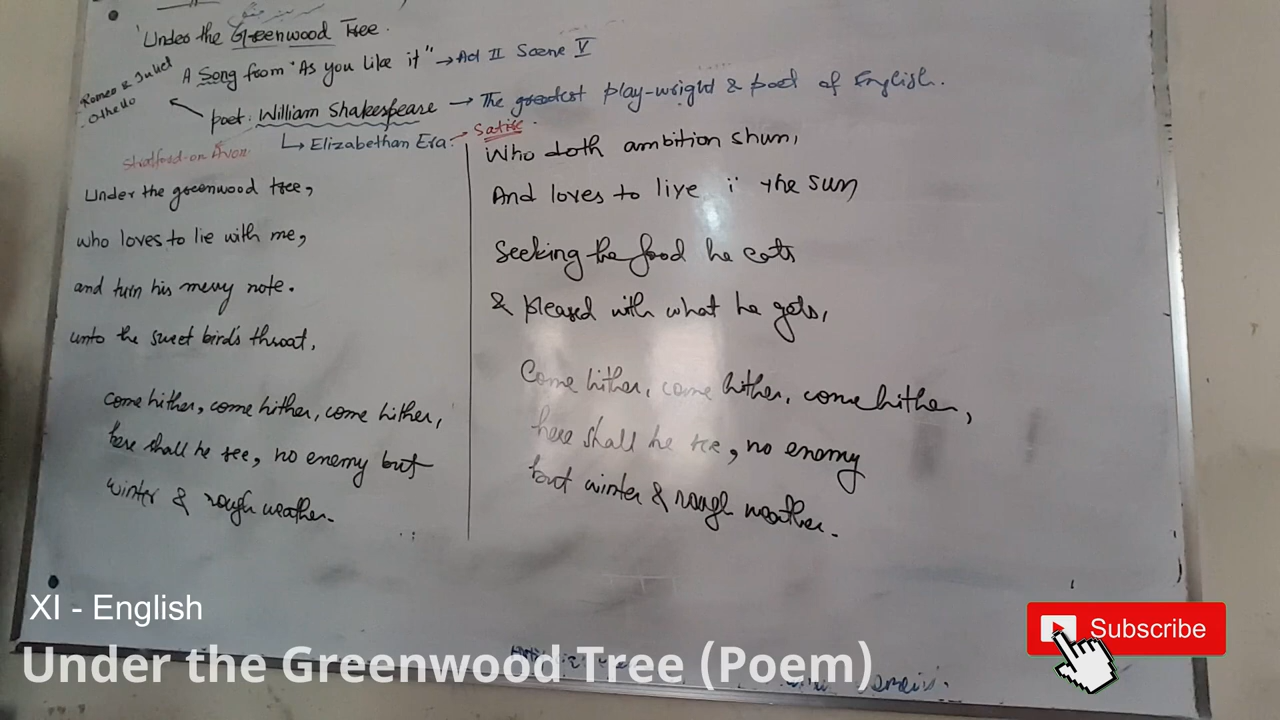 'Under the Greenwood Tree.
A Song from "As you like it" → Act II Scene V
Romeo & Juliet
Othello
poet: William Shakespeare → The greatest play-wright & poet of English.
↳ Elizabethan Era. → Satire.
Stratford-on Avon
Under the greenwood tree,
who loves to lie with me,
and turn his merry note.
unto the sweet bird's throat,
come hither, come hither, come hither,
here shall he see, no enemy but
winter & rough weather.
Who doth ambition shun,
And loves to live i' the sun
Seeking the food he eats
& pleased with what he gets,
Come hither, come hither, come hither,
here shall he see, no enemy
but winter & rough weather.
XI - English
Under the Greenwood Tree (Poem)
Subscribe